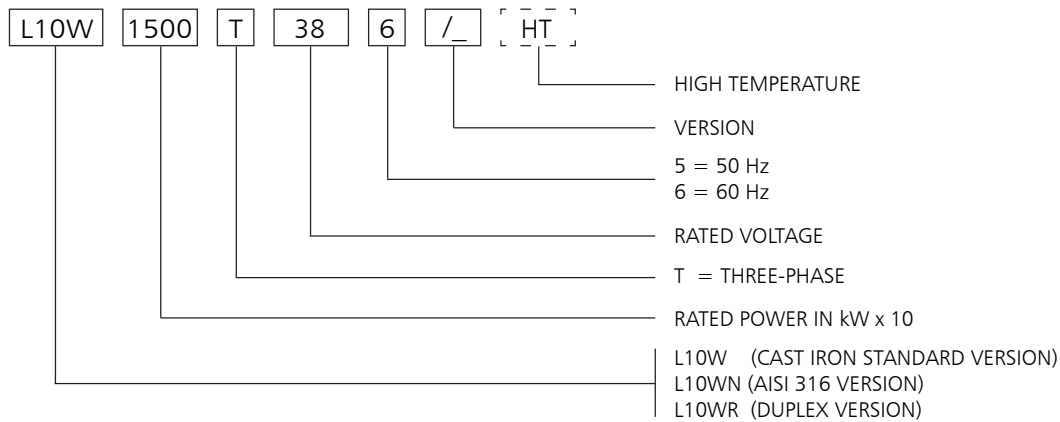 L10W 1500 T 38 6 /_ HT
HIGH TEMPERATURE
VERSION
5 = 50 Hz
6 = 60 Hz
RATED VOLTAGE
T = THREE-PHASE
RATED POWER IN kW x 10
L10W (CAST IRON STANDARD VERSION)
L10WN (AISI 316 VERSION)
L10WR (DUPLEX VERSION)